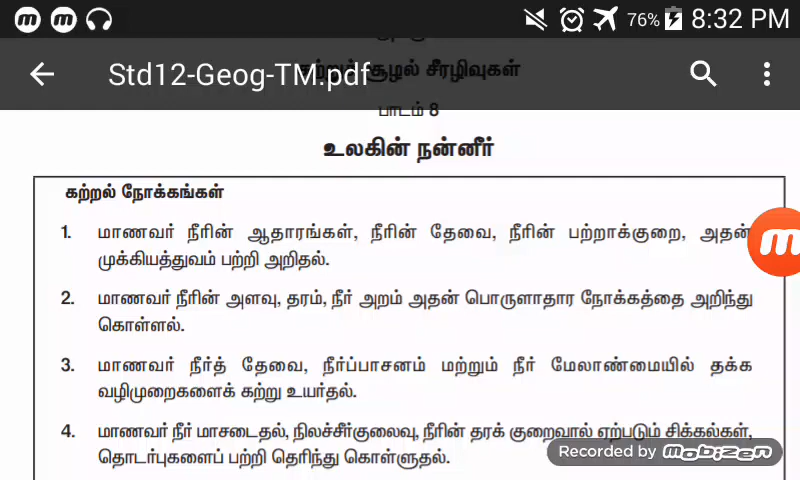 76% 8:32 PM
Std12-Geog-TM.pdf
சுற்றுச்சூழல் சீரழிவுகள்
பாடம் 8
உலகின் நன்னீர்
கற்றல் நோக்கங்கள்
1. மாணவர் நீரின் ஆதாரங்கள், நீரின் தேவை, நீரின் பற்றாக்குறை, அதன்
முக்கியத்துவம் பற்றி அறிதல்.
2. மாணவர் நீரின் அளவு, தரம், நீர் அறம் அதன் பொருளாதார நோக்கத்தை அறிந்து
கொள்ளல்.
3. மாணவர் நீர்த் தேவை, நீர்ப்பாசனம் மற்றும் நீர் மேலாண்மையில் தக்க
வழிமுறைகளைக் கற்று உயர்தல்.
4. மாணவர் நீர் மாசடைதல், நிலச்சீர்குலைவு, நீரின் தரக் குறைவால் ஏற்படும் சிக்கல்கள்,
தொடர்புகளைப் பற்றி தெரிந்து கொள்ளுதல்.
Recorded by mobizen